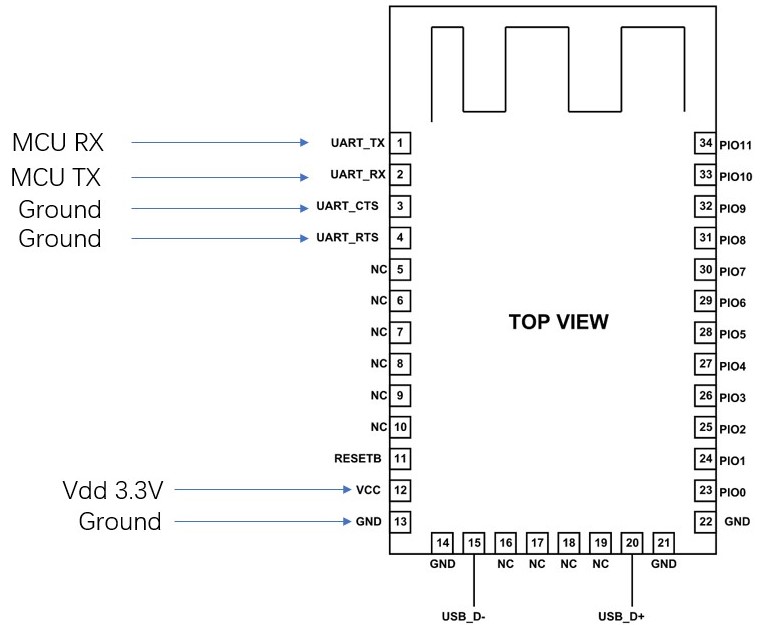 MCU RX UART_TX 1 34 PIO11
MCU TX UART_RX 2 33 PIO10
Ground UART_CTS 3 32 PIO9
Ground UART_RTS 4 31 PIO8
NC 5 30 PIO7
NC 6 29 PIO6
TOP VIEW
NC 7 28 PIO5
NC 8 27 PIO4
NC 9 26 PIO3
NC 10 25 PIO2
RESETB 11 24 PIO1
Vdd 3.3V VCC 12 23 PIO0
Ground GND 13 22 GND
14 15 16 17 18 19 20 21
GND NC NC NC NC GND
USB_D- USB_D+